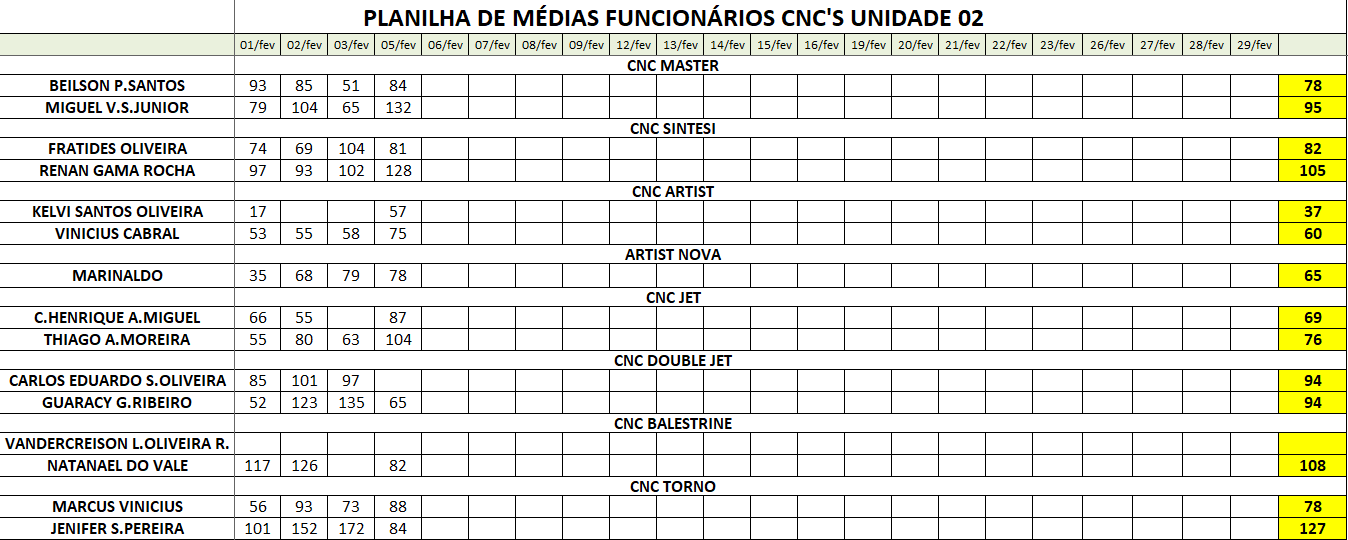 PLANILHA DE MÉDIAS FUNCIONÁRIOS CNC'S UNIDADE 02
01/fev 02/fev 03/fev 05/fev 06/fev 07/fev 08/fev 09/fev 12/fev 13/fev 14/fev 15/fev 16/fev 19/fev 20/fev 21/fev 22/fev 23/fev 26/fev 27/fev 28/fev 29/fev
CNC MASTER
BEILSON P.SANTOS 93 85 51 84 78
MIGUEL V.S.JUNIOR 79 104 65 132 95
CNC SINTESI
FRATIDES OLIVEIRA 74 69 104 81 82
RENAN GAMA ROCHA 97 93 102 128 105
CNC ARTIST
KELVI SANTOS OLIVEIRA 17 57 37
VINICIUS CABRAL 53 55 58 75 60
ARTIST NOVA
MARINALDO 35 68 79 78 65
CNC JET
C.HENRIQUE A.MIGUEL 66 55 87 69
THIAGO A.MOREIRA 55 80 63 104 76
CNC DOUBLE JET
CARLOS EDUARDO S.OLIVEIRA 85 101 97 94
GUARACY G.RIBEIRO 52 123 135 65 94
CNC BALESTRINE
VANDERCREISON L.OLIVEIRA R.
NATANAEL DO VALE 117 126 82 108
CNC TORNO
MARCUS VINICIUS 56 93 73 88 78
JENIFER S.PEREIRA 101 152 172 84 127